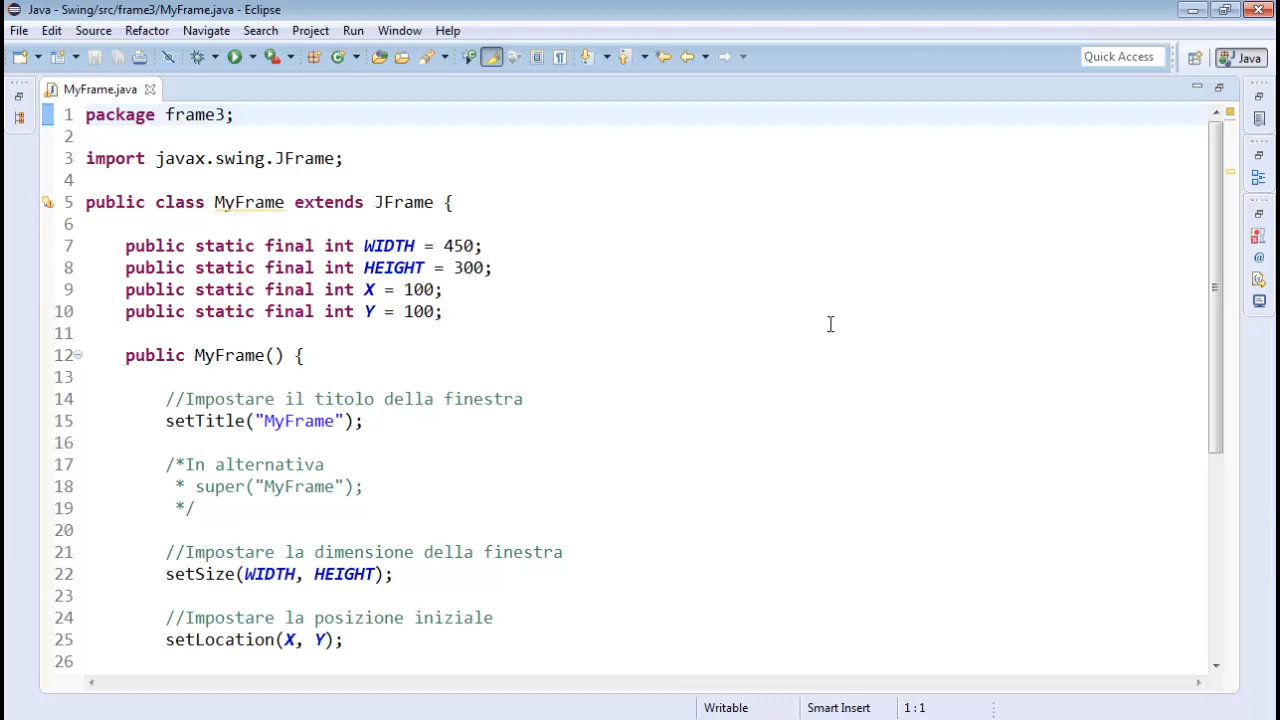 Java - Swing/src/frame3/MyFrame.java - Eclipse
File Edit Source Refactor Navigate Search Project Run Window Help
Quick Access Java
MyFrame.java
1 package frame3;
2
3 import javax.swing.JFrame;
4
5 public class MyFrame extends JFrame {
6
7 public static final int WIDTH = 450;
8 public static final int HEIGHT = 300;
9 public static final int X = 100;
10 public static final int Y = 100;
11
12 public MyFrame() {
13
14 //Impostare il titolo della finestra
15 setTitle("MyFrame");
16
17 /*In alternativa
18 * super("MyFrame");
19 */
20
21 //Impostare la dimensione della finestra
22 setSize(WIDTH, HEIGHT);
23
24 //Impostare la posizione iniziale
25 setLocation(X, Y);
26
Writable Smart Insert 1 : 1